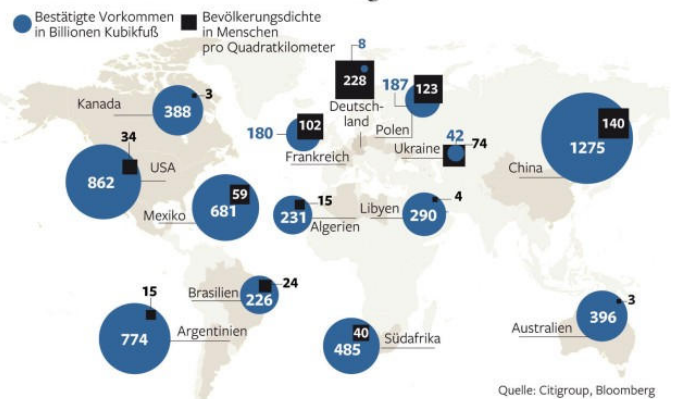 Bestätigte Vorkommen
in Billionen Kubikfuß
Bevölkerungsdichte
in Menschen
pro Quadratkilometer
8
228
Deutsch-
land
187
123
Polen
Kanada
3
388
180
102
Frankreich
42
74
Ukraine
140
1275
China
34
862
USA
59
681
Mexiko
15
231
Algerien
4
290
Libyen
Brasilien
24
226
15
774
Argentinien
40
485
Südafrika
3
396
Australien
Quelle: Citigroup, Bloomberg